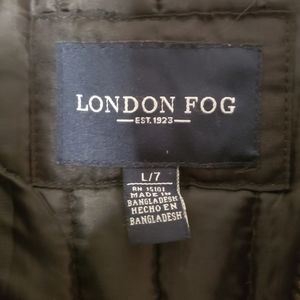 LONDON FOG
EST. 1923
L/7
RN 15101
MADE IN
BANGLADESH
HECHO EN
BANGLADESH